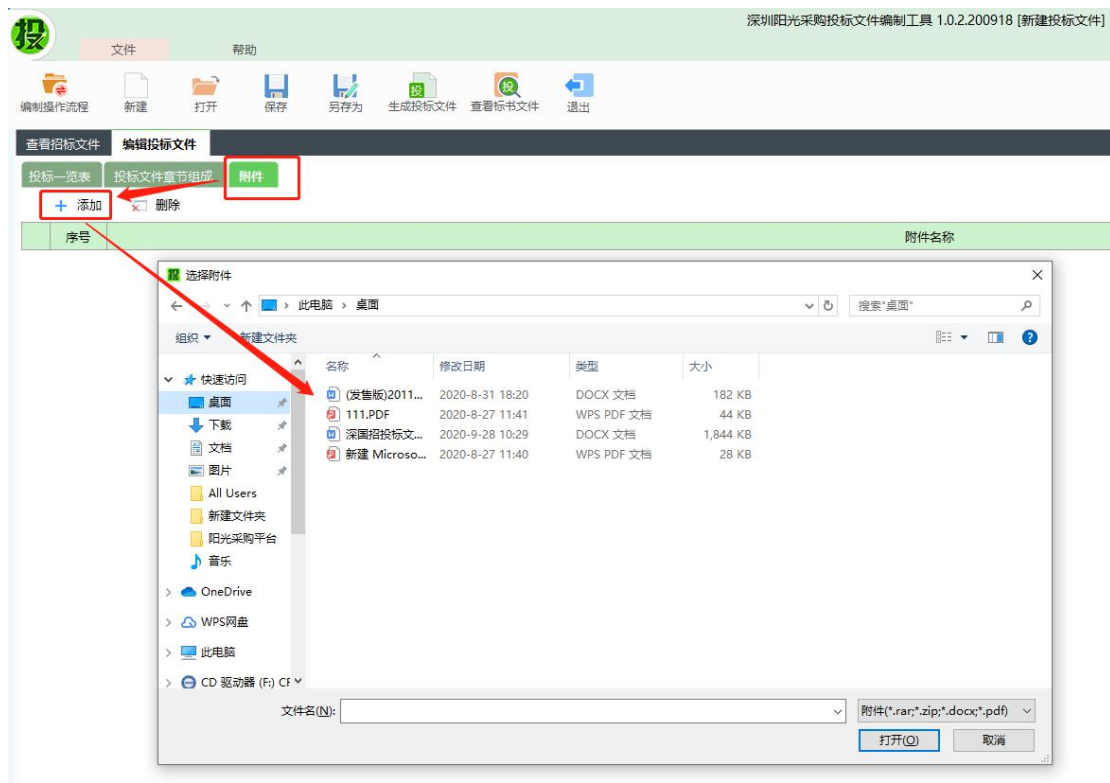 深圳阳光采购投标文件编制工具 1.0.2.200918 [新建投标文件]
投
文件 帮助
编制操作流程 新建 打开 保存 另存为 生成投标文件 查看标书文件 退出
查看招标文件 编辑投标文件
投标一览表 投标文件章节组成 附件
添加 删除
序号 附件名称
选择附件
此电脑 › 桌面 搜索"桌面"
组织 新建文件夹
名称 修改日期 类型 大小
快速访问
桌面
下载
文档
图片
All Users
新建文件夹
阳光采购平台
音乐
OneDrive
WPS网盘
此电脑
CD 驱动器 (F:) CF
(发售版)2011... 2020-8-31 18:20 DOCX 文档 182 KB
111.PDF 2020-8-27 11:41 WPS PDF 文档 44 KB
深国招投标文... 2020-9-28 10:29 DOCX 文档 1,844 KB
新建 Microso... 2020-8-27 11:40 WPS PDF 文档 28 KB
文件名(N): 附件(*.rar;*.zip;*.docx;*.pdf)
打开(O) 取消